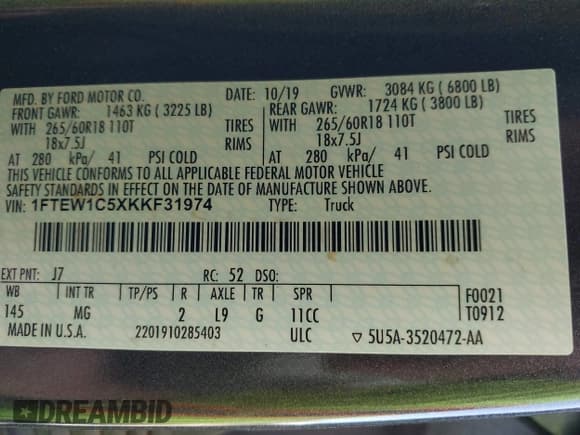 MFD. BY FORD MOTOR CO. DATE: 10/19 GVWR: 3084 KG ( 6800 LB)
FRONT GAWR: 1463 KG ( 3225 LB) REAR GAWR: 1724 KG ( 3800 LB)
WITH 265/60R18 110T TIRES WITH 265/60R18 110T TIRES
18x7.5J RIMS 18x7.5J RIMS
AT 280 kPa/ 41 PSI COLD AT 280 kPa/ 41 PSI COLD
THIS VEHICLE CONFORMS TO ALL APPLICABLE FEDERAL MOTOR VEHICLE
SAFETY STANDARDS IN EFFECT ON THE DATE OF MANUFACTURE SHOWN ABOVE.
VIN: 1FTEW1C5XKKF31974 TYPE: Truck
EXT PNT: J7 RC: 52 DSO:
WB INT TR TP/PS R AXLE TR SPR F0021
145 MG 2 L9 G 11CC T0912
MADE IN U.S.A. 2201910285403 ULC ▽ 5U5A-3520472-AA
DREAMBID